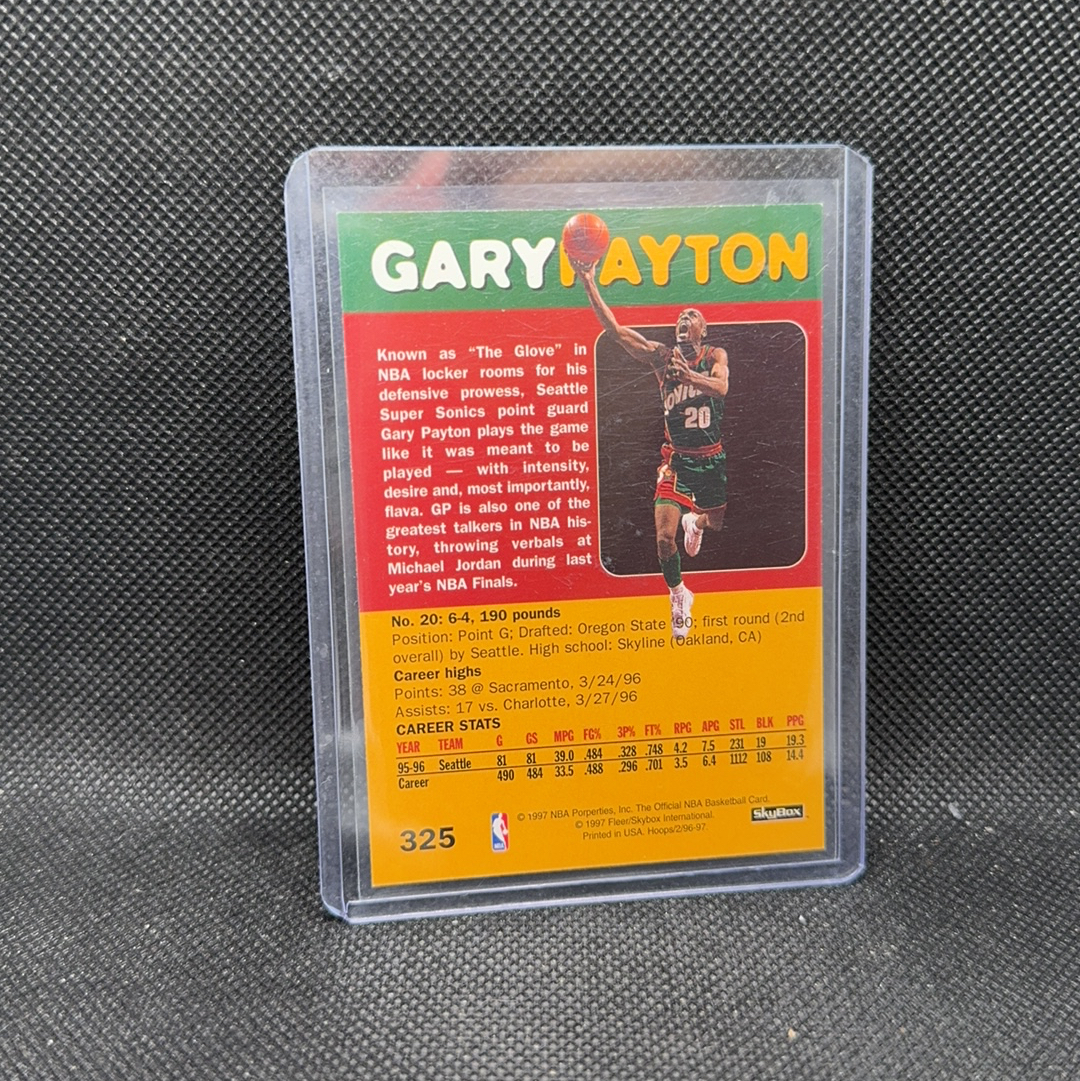 GARY PAYTON
Known as "The Glove" in
NBA locker rooms for his
defensive prowess, Seattle
Super Sonics point guard
Gary Payton plays the game
like it was meant to be
played — with intensity,
desire and, most importantly,
flava. GP is also one of the
greatest talkers in NBA his-
tory, throwing verbals at
Michael Jordan during last
year's NBA Finals.
SONICS
20
No. 20: 6-4, 190 pounds
Position: Point G; Drafted: Oregon State '90; first round (2nd
overall) by Seattle. High school: Skyline (Oakland, CA)
Career highs
Points: 38 @ Sacramento, 3/24/96
Assists: 17 vs. Charlotte, 3/27/96
CAREER STATS
YEAR TEAM G GS MPG FG% 3P% FT% RPG APG STL BLK PPG
95-96 Seattle 81 81 39.0 .484 .328 .748 4.2 7.5 231 19 19.3
Career 490 484 33.5 .488 .296 .701 3.5 6.4 1112 108 14.4
325
NBA
© 1997 NBA Porperties, Inc. The Official NBA Basketball Card.
© 1997 Fleer/Skybox International.
Printed in USA. Hoops/2/96-97.
SkyBox